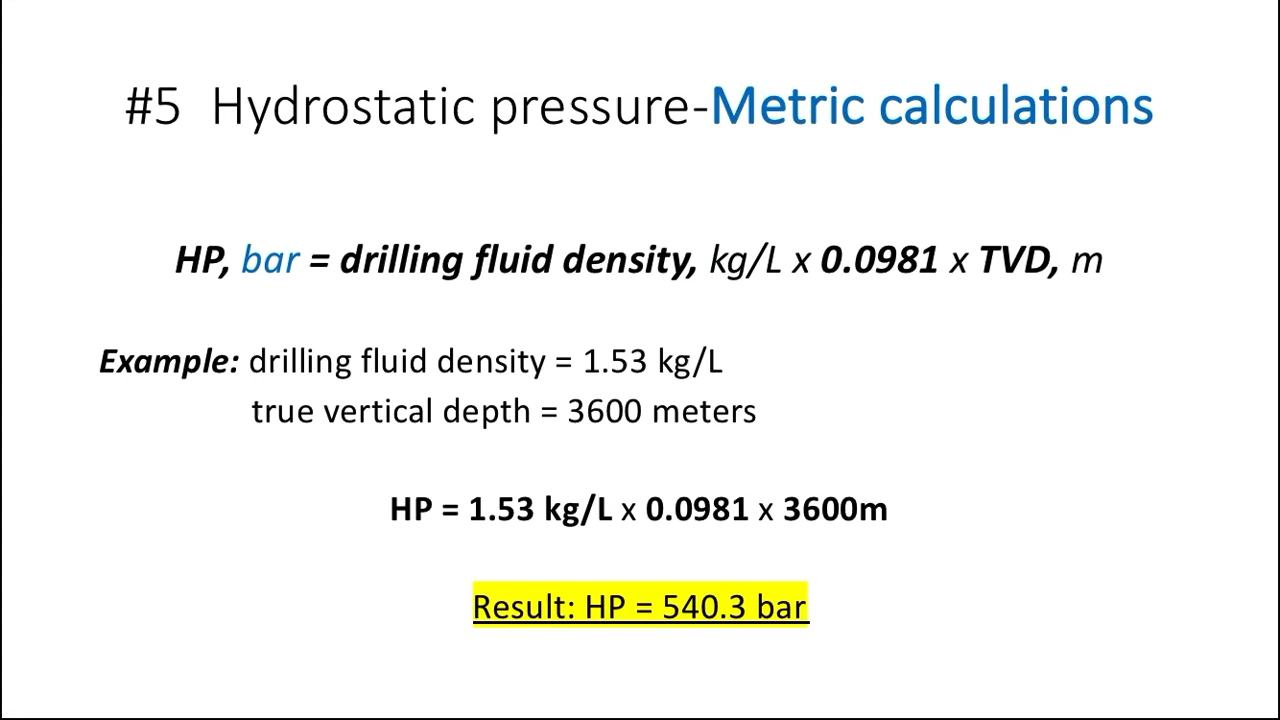 #5 Hydrostatic pressure-Metric calculations
HP, bar = drilling fluid density, kg/L x 0.0981 x TVD, m
Example: drilling fluid density = 1.53 kg/L
true vertical depth = 3600 meters
HP = 1.53 kg/L x 0.0981 x 3600m
Result: HP = 540.3 bar